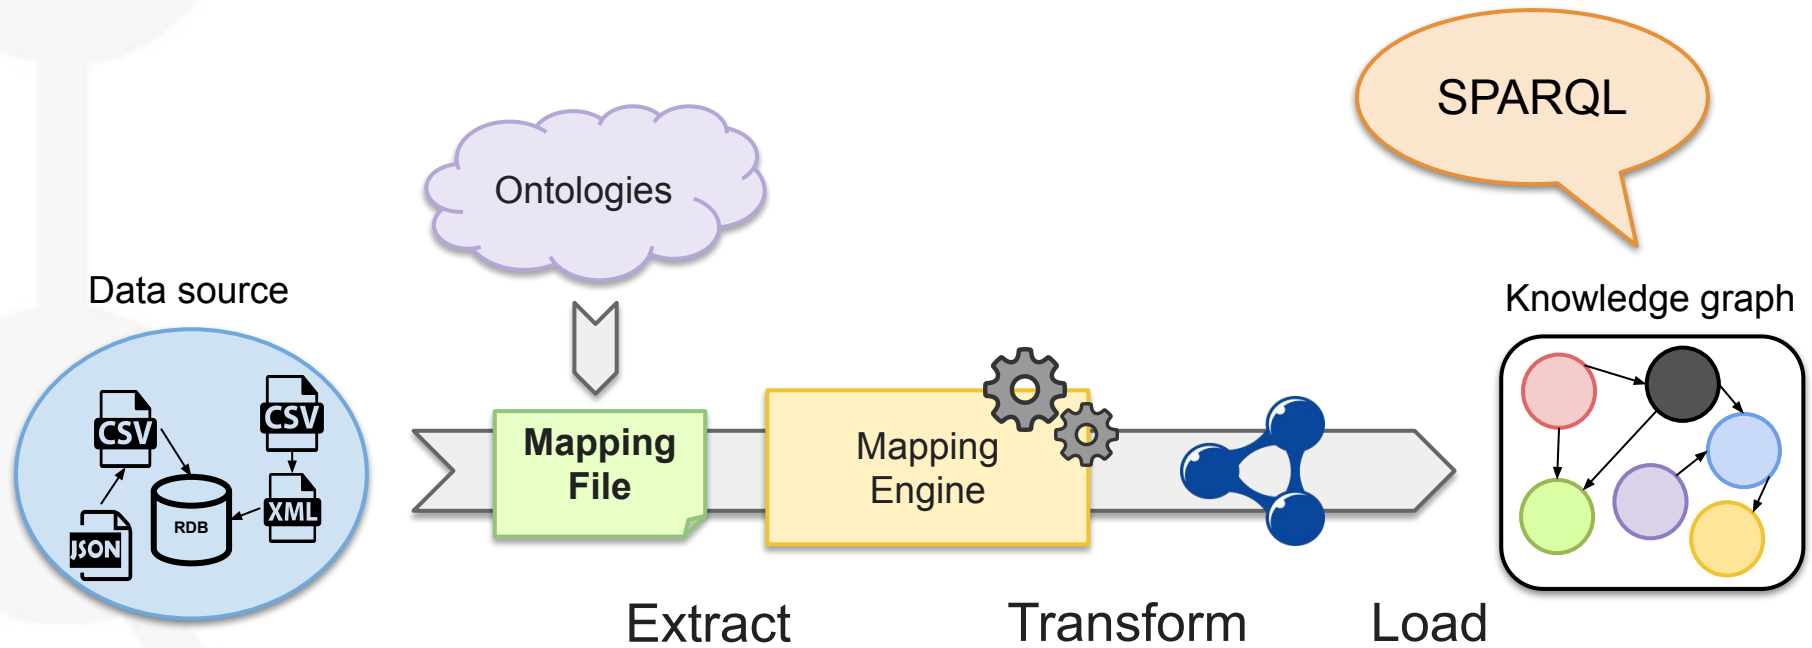 SPARQL
Ontologies
Data source
Knowledge graph
CSV
CSV
Mapping
File
Mapping
Engine
RDB
XML
JSON
Extract
Transform
Load